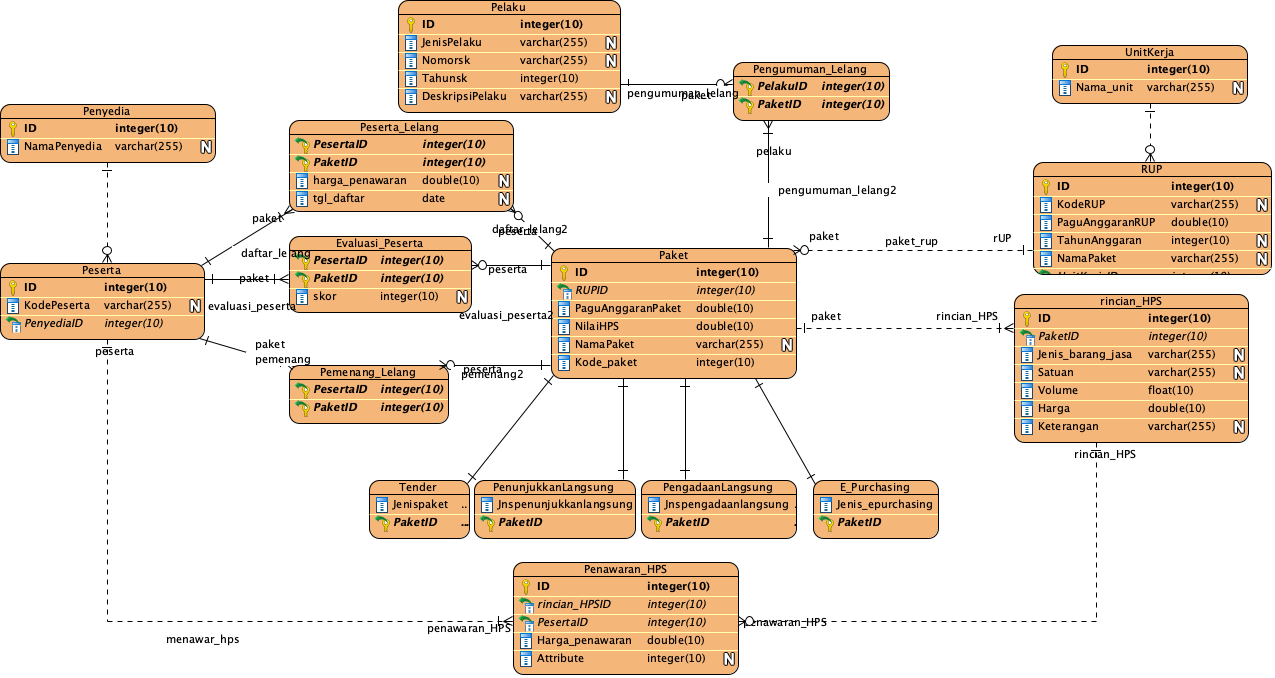 Pelaku
ID integer(10)
JenisPelaku varchar(255) N
Nomorsk varchar(255) N
Tahunsk integer(10)
DeskripsiPelaku varchar(255) N
Pengumuman_Lelang
PelakuID integer(10)
PaketID integer(10)
pengumuman_lelang
paket
pelaku
pengumuman_lelang2
UnitKerja
ID integer(10)
Nama_unit varchar(255) N
Penyedia
ID integer(10)
NamaPenyedia varchar(255) N
Peserta_Lelang
PesertaID integer(10)
PaketID integer(10)
harga_penawaran double(10) N
tgl_daftar date N
RUP
ID integer(10)
KodeRUP varchar(255) N
PaguAnggaranRUP double(10)
TahunAnggaran integer(10) N
NamaPaket varchar(255) N
paket
daftar_lelang2
peserta
daftar_lelang
Evaluasi_Peserta
PesertaID integer(10)
PaketID integer(10)
skor integer(10) N
paket
evaluasi_peserta
peserta
evaluasi_peserta2
Peserta
ID integer(10)
KodePeserta varchar(255) N
PenyediaID integer(10)
peserta
Paket
ID integer(10)
RUPID integer(10)
PaguAnggaranPaket double(10)
NilaiHPS double(10)
NamaPaket varchar(255) N
Kode_paket integer(10)
paket
paket_rup
rUP
paket
rincian_HPS
rincian_HPS
ID integer(10)
PaketID integer(10)
Jenis_barang_jasa varchar(255) N
Satuan varchar(255) N
Volume float(10)
Harga double(10)
Keterangan varchar(255) N
rincian_HPS
paket
pemenang
peserta
pemenang2
Pemenang_Lelang
PesertaID integer(10)
PaketID integer(10)
Tender
Jenispaket ..
PaketID ...
PenunjukkanLangsung
Jnspenunjukkanlangsung
PaketID
PengadaanLangsung
Jnspengadaanlangsung .
PaketID .
E_Purchasing
Jenis_epurchasing
PaketID
Penawaran_HPS
ID integer(10)
rincian_HPSID integer(10)
PesertaID integer(10)
Harga_penawaran double(10)
Attribute integer(10) N
menawar_hps
penawaran_HPS
penawaran_HPS